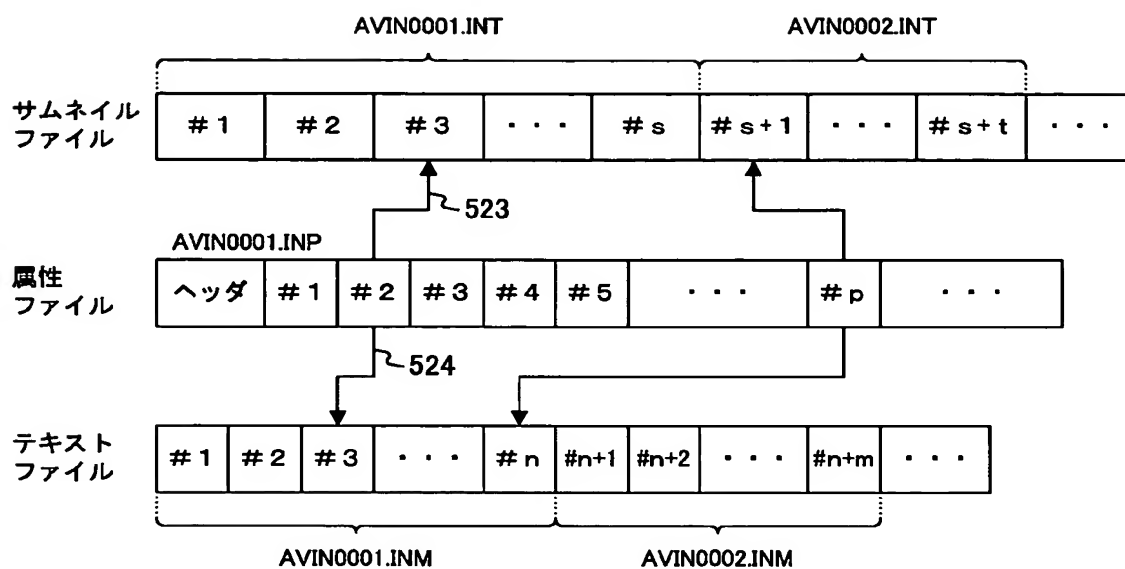 AVIN0001.INT
AVIN0002.INT
サムネイル
ファイル
#1 #2 #3 ・・・ #s #s+1 ・・・ #s+t ・・・
523
AVIN0001.INP
属性
ファイル
ヘッダ #1 #2 #3 #4 #5 ・・・ #p ・・・
524
テキスト
ファイル
#1 #2 #3 ・・・ #n #n+1 #n+2 ・・・ #n+m ・・・
AVIN0001.INM
AVIN0002.INM